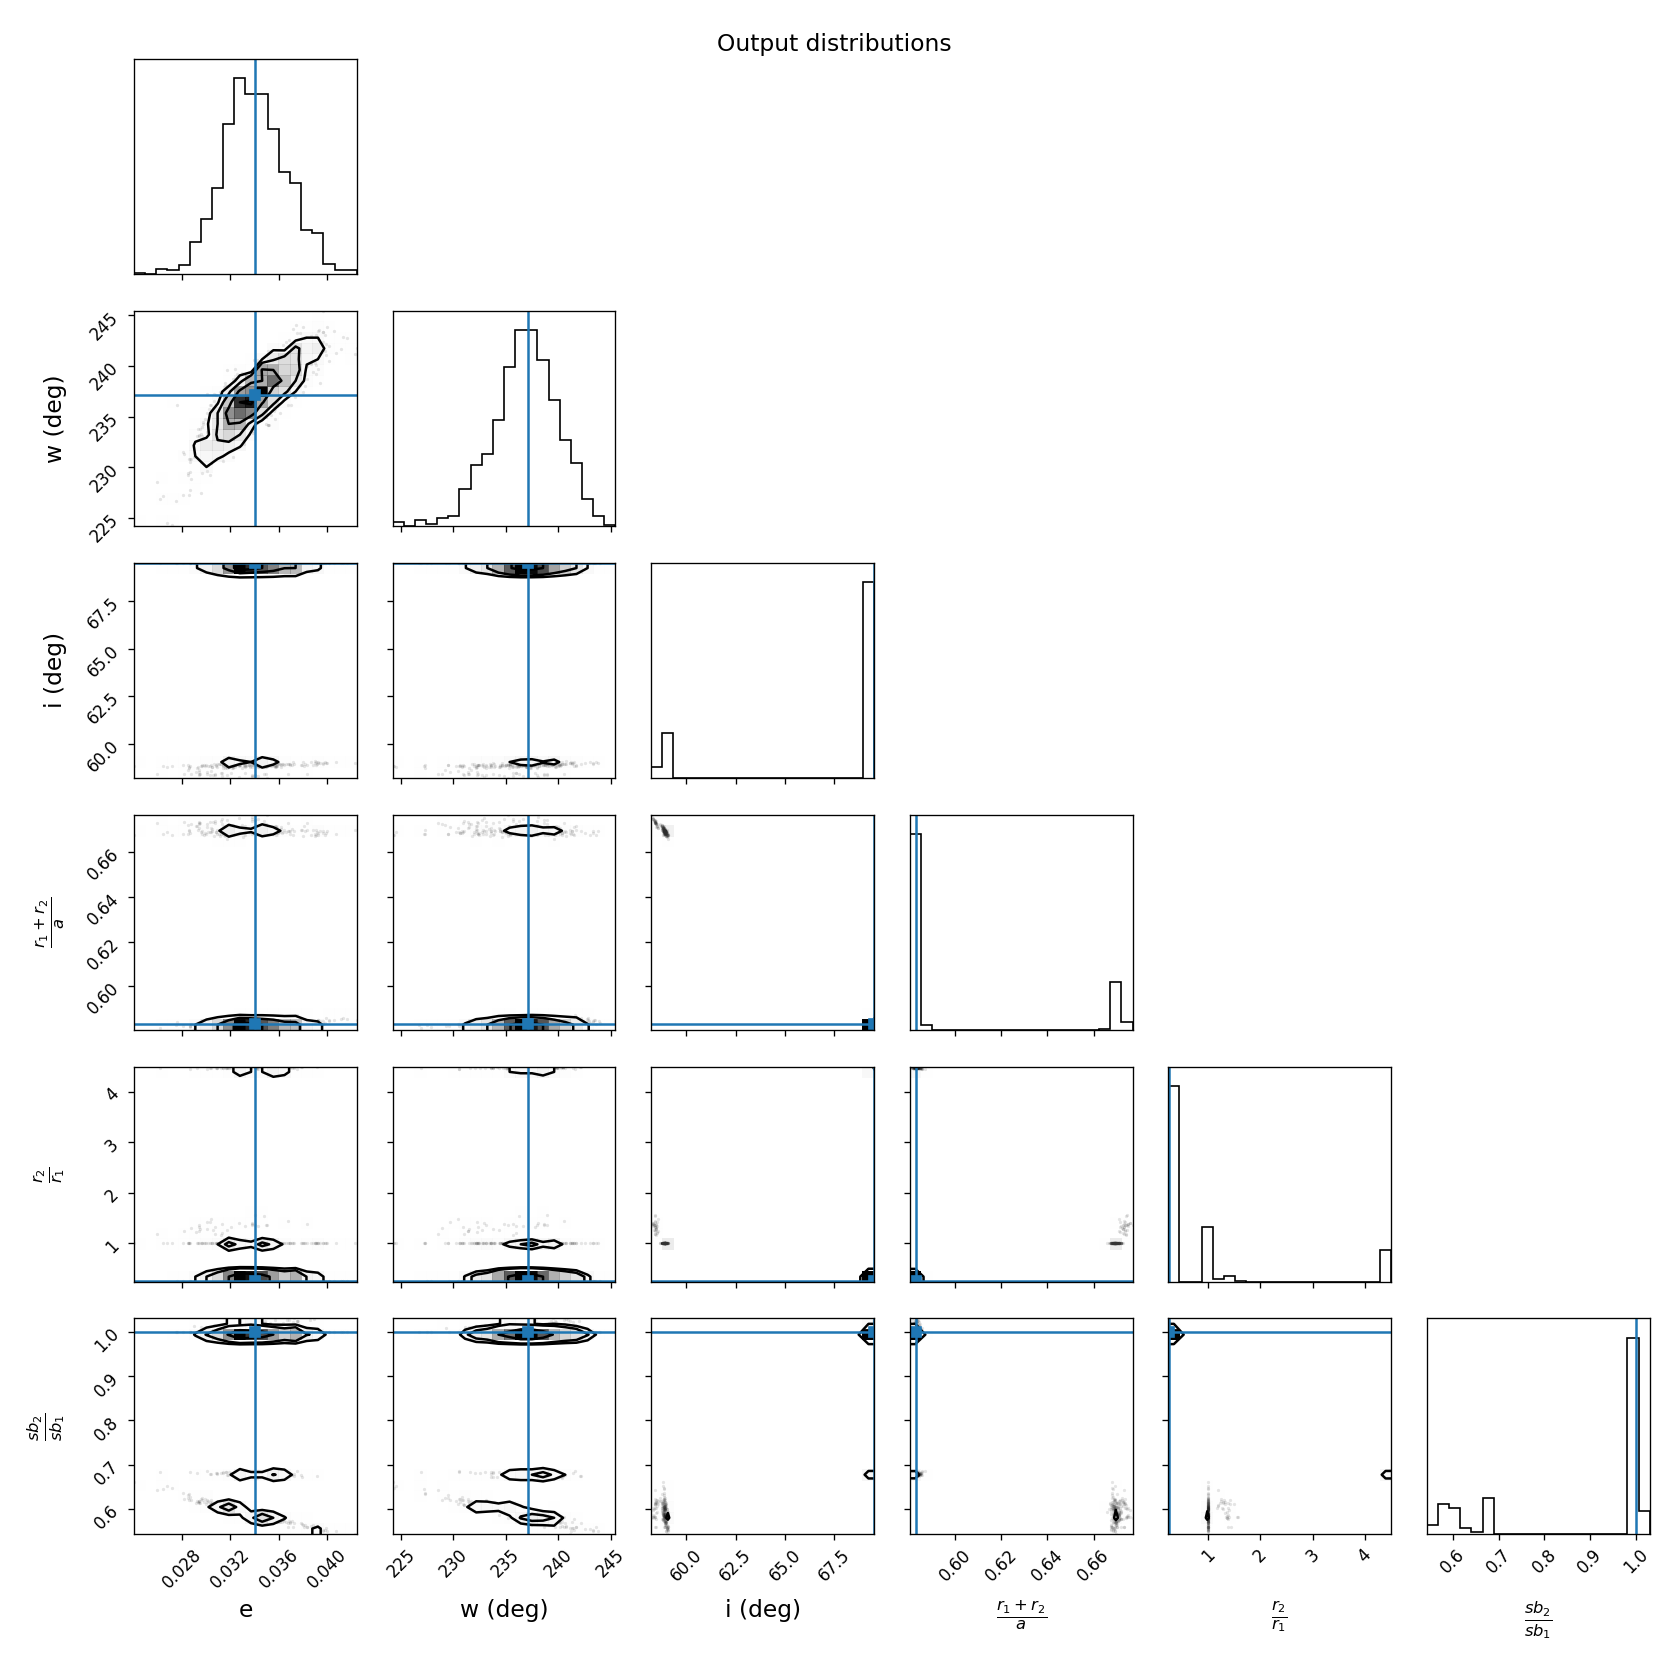 Output distributions
245
240
235
230
225
w (deg)
67.5
65.0
62.5
60.0
i (deg)
0.66
0.64
0.62
0.60
r₁ + r₂
a
4
3
2
1
r₂
r₁
1.0
0.9
0.8
0.7
0.6
sb₂
sb₁
0.028 0.032 0.036 0.040 225 230 235 240 245 60.0 62.5 65.0 67.5 0.60 0.62 0.64 0.66 1 2 3 4 0.6 0.7 0.8 0.9 1.0
e w (deg) i (deg)
r₁ + r₂ r₂ sb₂
a r₁ sb₁